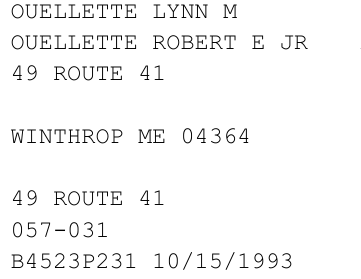 OUELLETTE LYNN M
OUELLETTE ROBERT E JR
49 ROUTE 41
WINTHROP ME 04364
49 ROUTE 41
057-031
B4523P231 10/15/1993